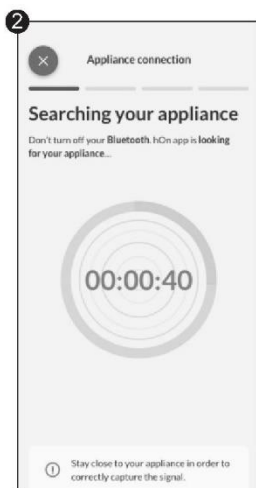 2
Appliance connection
Searching your appliance
Don't turn off your Bluetooth. hOn app is looking
for your appliance...
00:00:40
Stay close to your appliance in order to
correctly capture the signal.